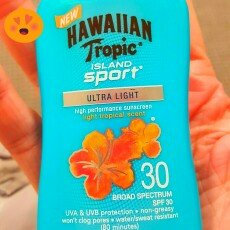 NEW
HAWAIIAN
Tropic
ISLAND
sport
ULTRA LIGHT
high performance sunscreen
light tropical scent
30
BROAD SPECTRUM
SPF 30
UVA & UVB protection • non-greasy
won't clog pores • water/sweat resistant
(80 minutes)